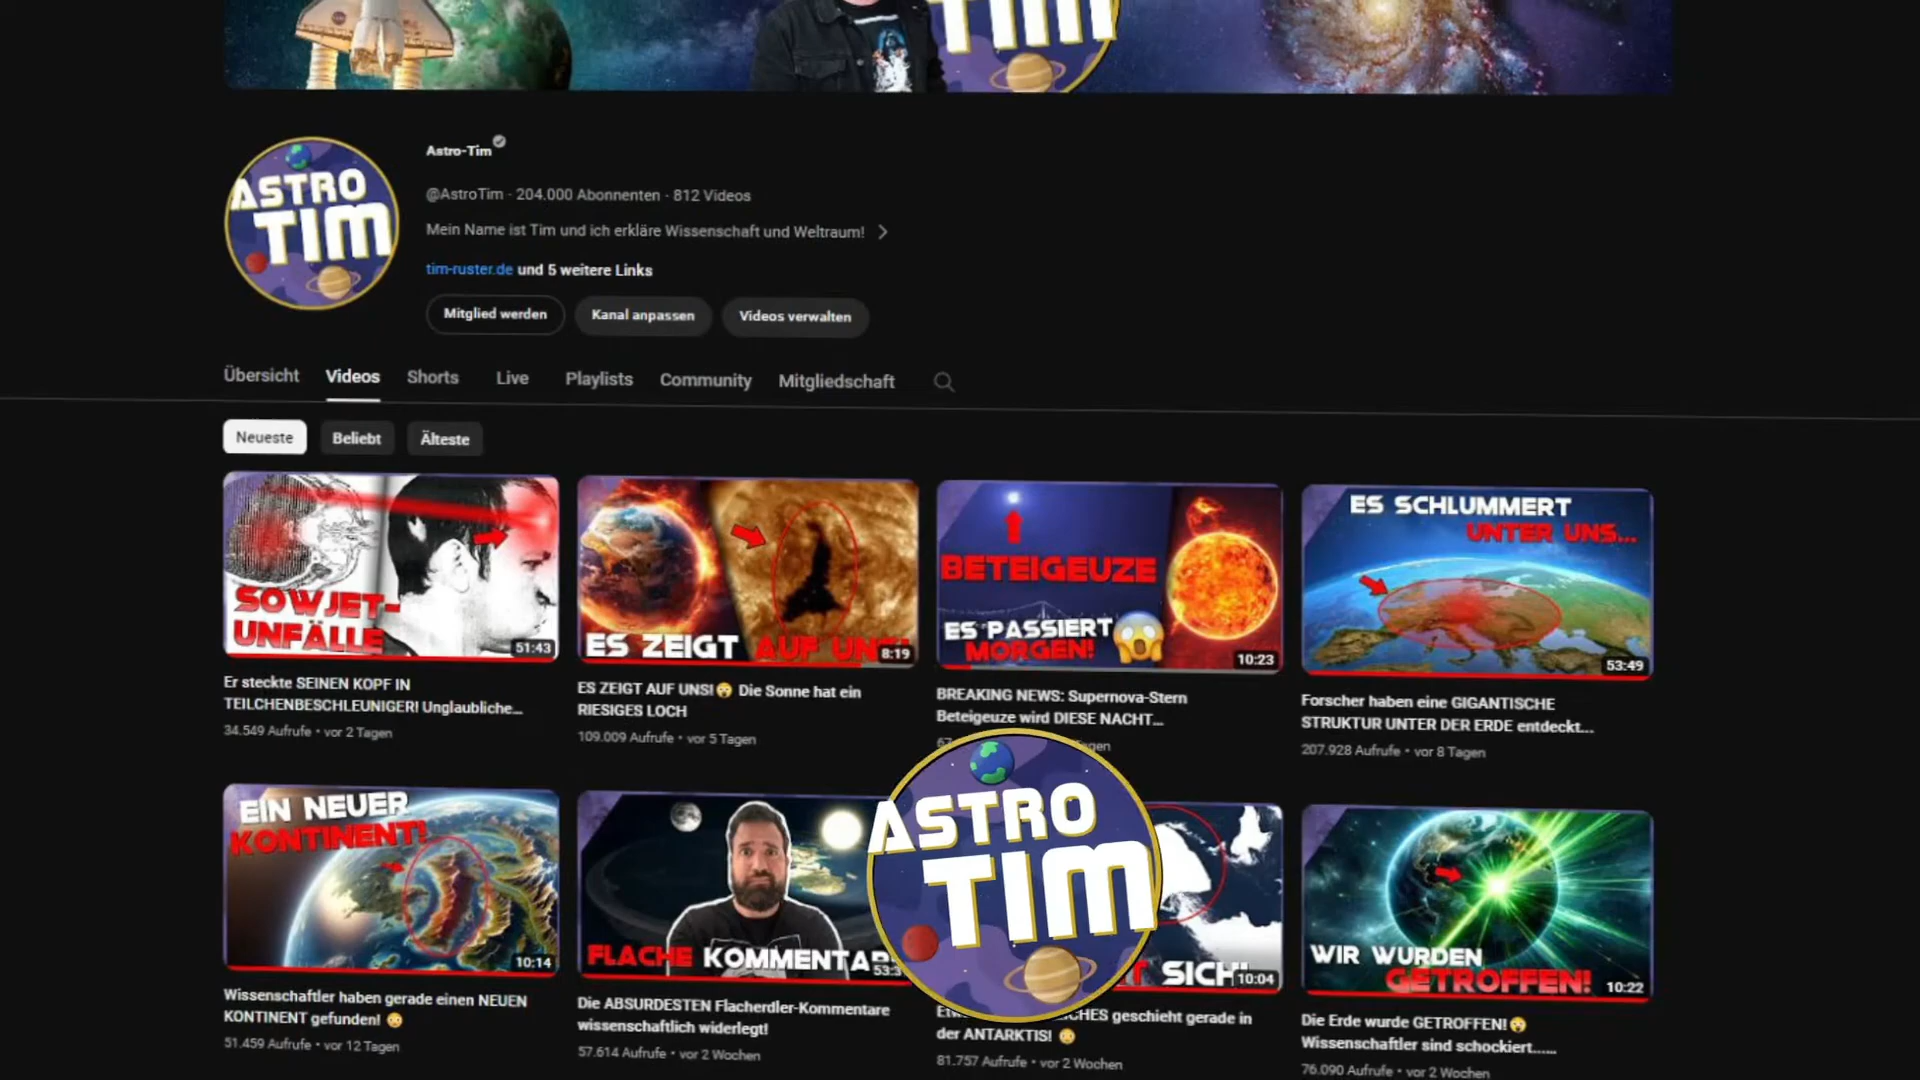 TIM
Astro-Tim
@AstroTim · 204.000 Abonnenten · 812 Videos
Mein Name ist Tim und ich erkläre Wissenschaft und Weltraum!
tim-ruster.de und 5 weitere Links
ASTRO
TIM
Mitglied werden Kanal anpassen Videos verwalten
Übersicht Videos Shorts Live Playlists Community Mitgliedschaft
Neueste Beliebt Älteste
SOWJET-
UNFÄLLE
51:43
ES ZEIGT AUF UNS!
8:19
BETEIGEUZE
ES PASSIERT
MORGEN!
10:23
ES SCHLUMMERT
UNTER UNS...
53:49
Er steckte SEINEN KOPF IN
TEILCHENBESCHLEUNIGER! Unglaubliche...
34.549 Aufrufe • vor 2 Tagen
ES ZEIGT AUF UNS!😨 Die Sonne hat ein
RIESIGES LOCH
109.009 Aufrufe • vor 5 Tagen
BREAKING NEWS: Supernova-Stern
Beteigeuze wird DIESE NACHT...
Forscher haben eine GIGANTISCHE
STRUKTUR UNTER DER ERDE entdeckt...
207.928 Aufrufe • vor 8 Tagen
EIN NEUER
KONTINENT!
10:14
FLACHE KOMMENTAR
ASTRO
TIM
SICH!
10:04
WIR WURDEN
GETROFFEN!
10:22
Wissenschaftler haben gerade einen NEUEN
KONTINENT gefunden! 😳
51.459 Aufrufe • vor 12 Tagen
Die ABSURDESTEN Flacherdler-Kommentare
wissenschaftlich widerlegt!
57.614 Aufrufe • vor 2 Wochen
geschieht gerade in
der ANTARKTIS! 😳
81.757 Aufrufe • vor 2 Wochen
Die Erde wurde GETROFFEN!😨
Wissenschaftler sind schockiert......
76.090 Aufrufe • vor 2 Wochen